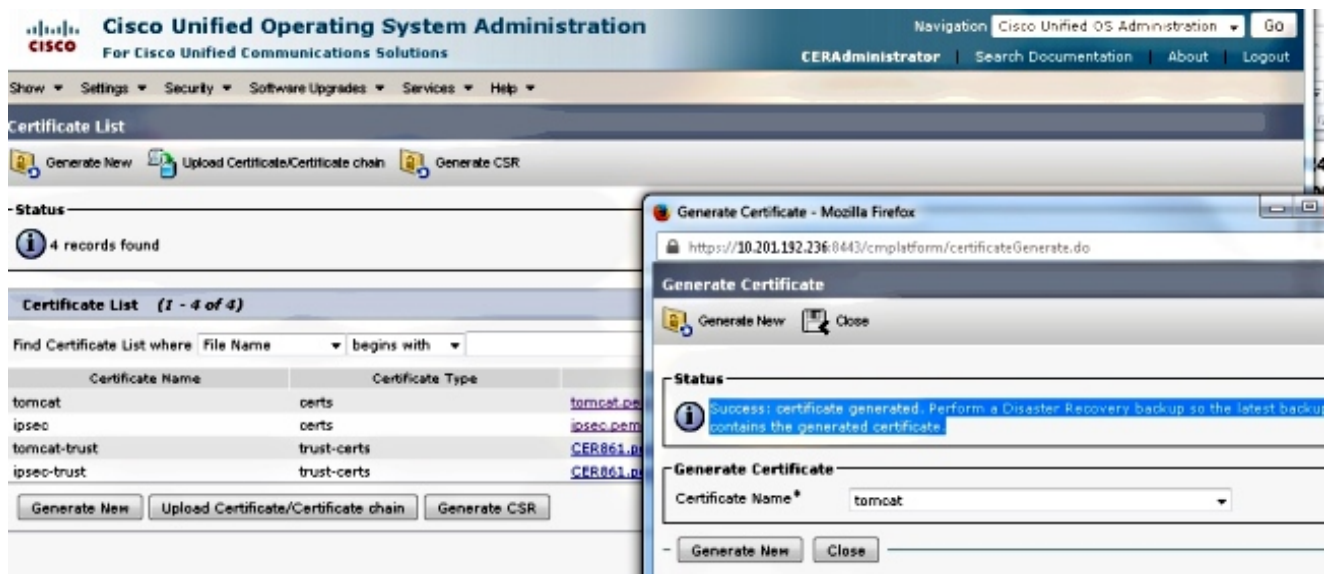 CISCO
Cisco Unified Operating System Administration
For Cisco Unified Communications Solutions
Navigation Cisco Unified OS Administration Go
CERAdministrator | Search Documentation | About | Logout
Show Settings Security Software Upgrades Services Help
Certificate List
Generate New Upload Certificate/Certificate chain Generate CSR
Status
4 records found
Certificate List (1 - 4 of 4)
Find Certificate List where File Name begins with
Certificate Name Certificate Type
tomcat certs tomcat.pe
ipsec certs ipsec.pem
tomcat-trust trust-certs CER861.p
ipsec-trust trust-certs CER861.p
Generate New Upload Certificate/Certificate chain Generate CSR
Generate Certificate - Mozilla Firefox
https://10.201.192.236:8443/cmplatform/certificateGenerate.do
Generate Certificate
Generate New Close
Status
Success: certificate generated. Perform a Disaster Recovery backup so the latest backup
contains the generated certificate.
Generate Certificate
Certificate Name* tomcat
Generate New Close